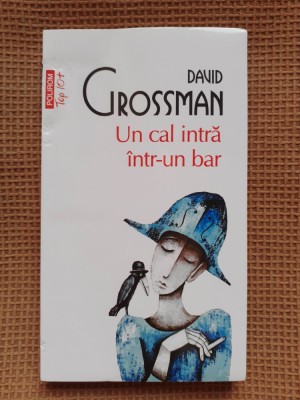 POLIROM
Top 10+
DAVID
GROSSMAN
Un cal intră
într-un bar